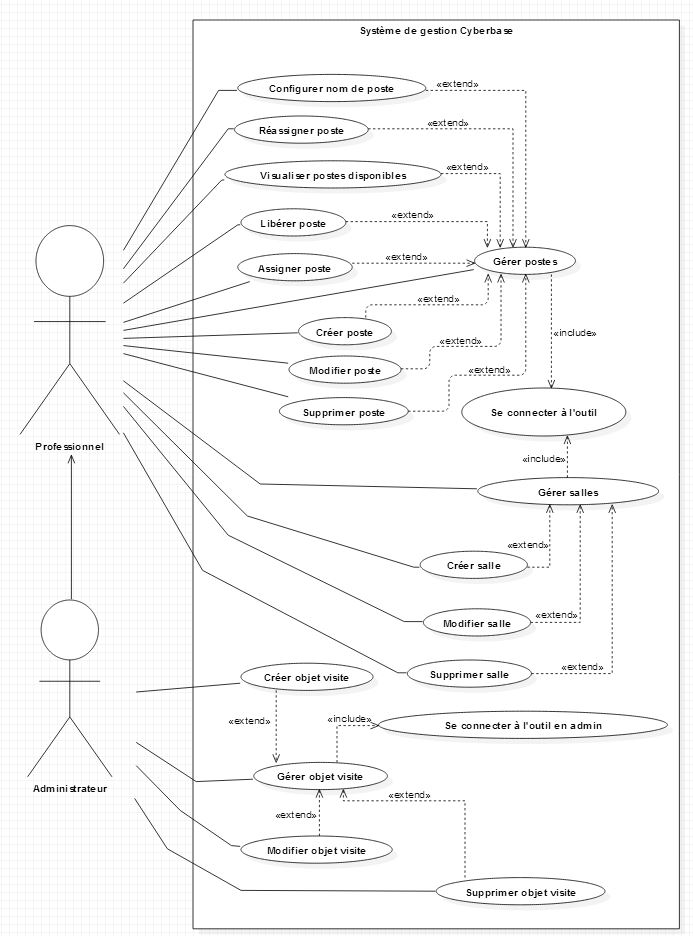 Système de gestion Cyberbase
Configurer nom de poste
«extend»
Réassigner poste
«extend»
Visualiser postes disponibles
«extend»
Libérer poste
«extend»
Assigner poste
«extend»
Gérer postes
Créer poste
«extend»
Modifier poste
«extend»
Supprimer poste
«extend»
«include»
Se connecter à l'outil
Professionnel
«include»
Gérer salles
«extend»
Créer salle
«extend»
Modifier salle
«extend»
Supprimer salle
Créer objet visite
«extend»
«include»
Se connecter à l'outil en admin
Gérer objet visite
Administrateur
«extend»
«extend»
Modifier objet visite
Supprimer objet visite